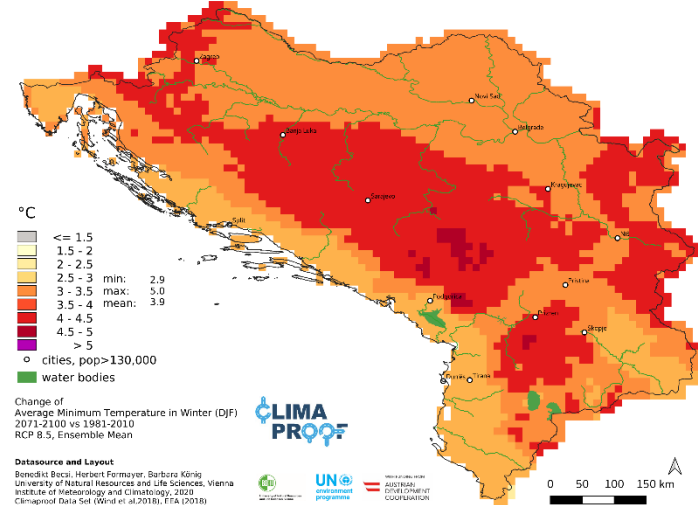 Zagreb
Novi Sad
Belgrade
Banja Luka
Kragujevac
Sarajevo
Split
Niš
Pristina
Podgorica
Prizren
Skopje
Durrës
Tirana
°C
<= 1.5
1.5 - 2
2 - 2.5
2.5 - 3
3 - 3.5
3.5 - 4
4 - 4.5
4.5 - 5
> 5
min: 2.9
max: 5.0
mean: 3.9
cities, pop>130,000
water bodies
Change of
Average Minimum Temperature in Winter (DJF)
2071-2100 vs 1981-2010
RCP 8.5, Ensemble Mean
CLIMA
PROOF
Datasource and Layout
Benedikt Becsi, Herbert Formayer, Barbara König
University of Natural Resources and Life Sciences, Vienna
Institute of Meteorology and Climatology, 2020
Climaproof Data Set (Wind et al.2018), EEA (2018)
UN
environment
programme
AUSTRIAN
DEVELOPMENT
COOPERATION
0 50 100 150 km